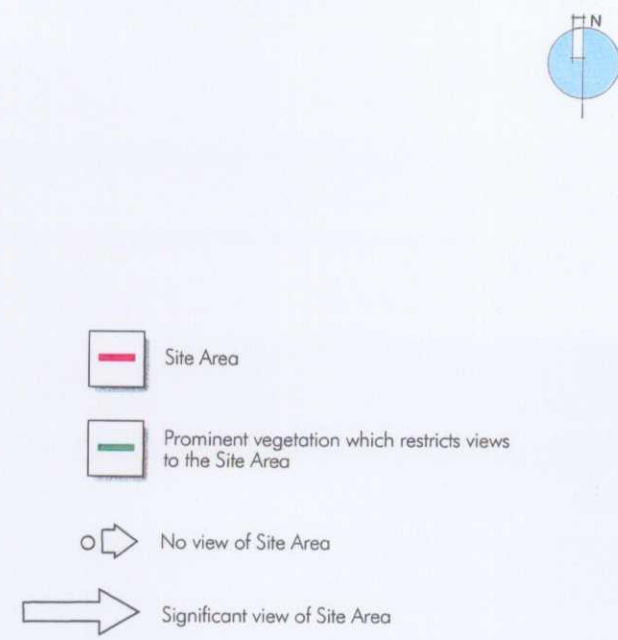 N
Site Area
Prominent vegetation which restricts views
to the Site Area
No view of Site Area
Significant view of Site Area